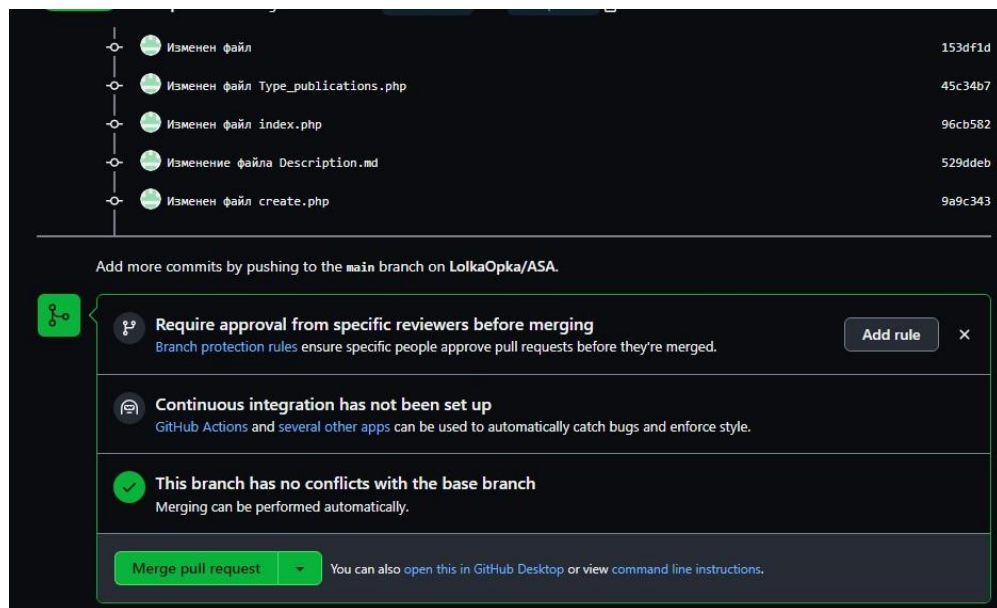 Изменен файл 153df1d
Изменен файл Type_publications.php 45c34b7
Изменен файл index.php 96cb582
Изменение файла Description.md 529ddeb
Изменен файл create.php 9a9c343
Add more commits by pushing to the main branch on LolkaOpka/ASA.
Require approval from specific reviewers before merging
Branch protection rules ensure specific people approve pull requests before they're merged.
Add rule
Continuous integration has not been set up
GitHub Actions and several other apps can be used to automatically catch bugs and enforce style.
This branch has no conflicts with the base branch
Merging can be performed automatically.
Merge pull request
You can also open this in GitHub Desktop or view command line instructions.